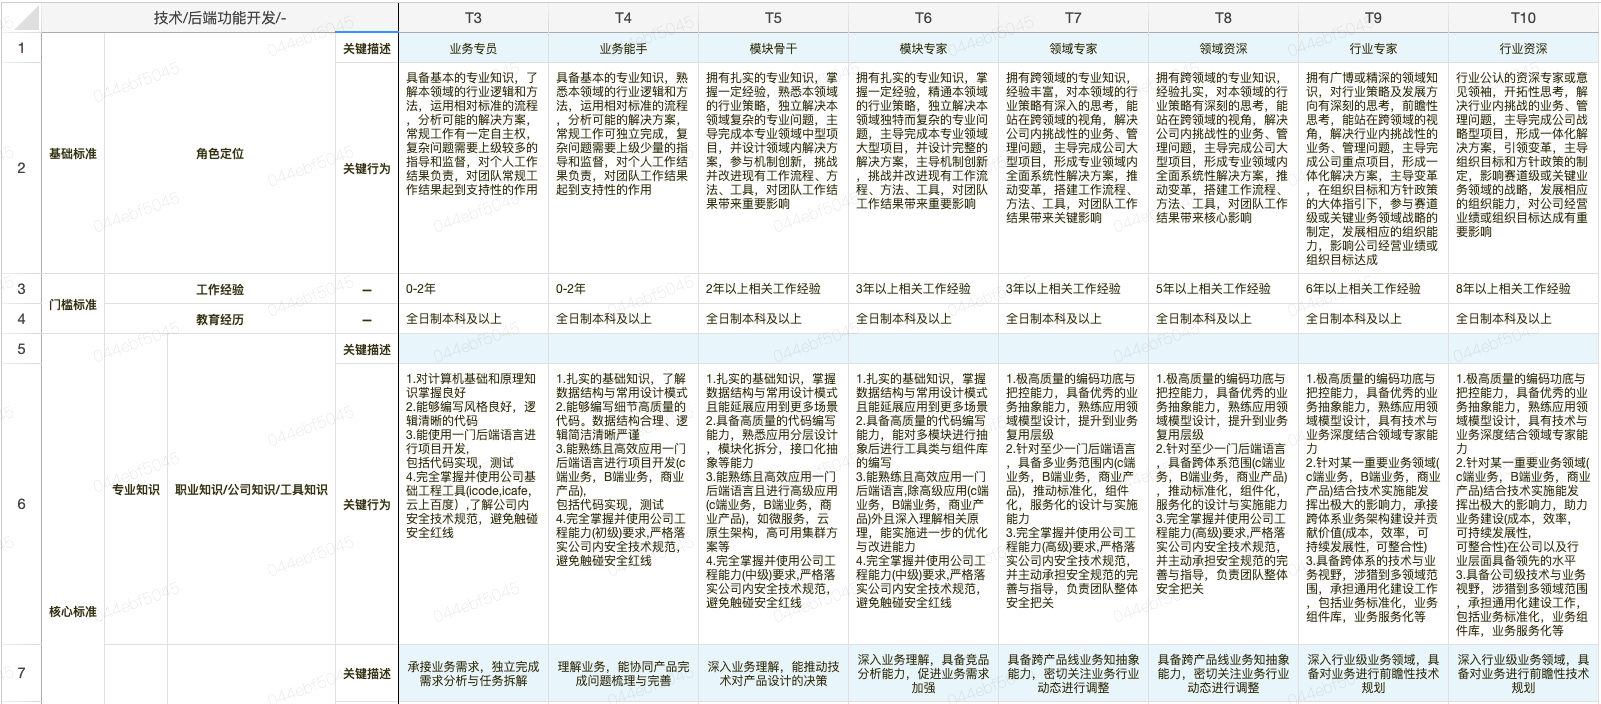 技术/后端功能开发/-
T3
T4
T5
T6
T7
T8
T9
T10
1
关键描述
业务专员
业务能手
模块骨干
模块专家
领域专家
领域资深
行业专家
行业资深
2
基础标准
角色定位
关键行为
具备基本的专业知识，了
解本领域的行业逻辑和方
法，运用相对标准的流程
，分析可能的解决方案，
常规工作有一定自主权，
复杂问题需要上级较多的
指导和监督，对个人工作
结果负责，对团队常规工
作结果起到支持性的作用
具备基本的专业知识，熟
悉本领域的行业逻辑和方
法，运用相对标准的流程
，分析可能的解决方案，
常规工作可独立完成，复
杂问题需要上级少量的指
导和监督，对个人工作结
果负责，对团队工作结果
起到支持性的作用
拥有扎实的专业知识，掌
握一定经验，熟悉本领域
的行业策略，独立解决本
领域复杂的专业问题，主
导完成本专业领域中型项
目，并设计领域内解决方
案，参与机制创新，挑战
并改进现有工作流程、方
法、工具，对团队工作结
果带来重要影响
拥有扎实的专业知识，掌
握一定经验，精通本领域
的行业策略，独立解决本
领域独特而复杂的专业问
题，主导完成本专业领域
大型项目，并设计完整的
解决方案，主导机制创新
，挑战并改进现有工作流
程、方法、工具，对团队
工作结果带来重要影响
拥有跨领域的专业知识，
经验丰富，对本领域的行
业策略有深入的思考，能
站在跨领域的视角，解决
公司内挑战性的业务、管
理问题，主导完成公司大
型项目，形成专业领域内
全面系统性解决方案，推
动变革，搭建工作流程、
方法、工具，对团队工作
结果带来关键影响
拥有跨领域的专业知识，
经验扎实，对本领域的行
业策略有深刻的思考，能
站在跨领域的视角，解决
公司内挑战性的业务、管
理问题，主导完成公司大
型项目，形成专业领域内
全面系统性解决方案，推
动变革，搭建工作流程、
方法、工具，对团队工作
结果带来核心影响
拥有广博或精深的领域知
识，对行业策略及发展方
向有深刻的思考，前瞻性
思考，能站在跨领域的视
角，解决行业内挑战性的
业务、管理问题，主导完
成公司重点项目，形成一
体化解决方案，主导变革
，在组织目标和方针政策
的大体指引下，参与赛道
级或关键业务领域战略的
制定，发展相应的组织能
力，影响公司经营业绩或
组织目标达成
行业公认的资深专家或意
见领袖，开拓性思考，解
决行业内挑战的业务、管
理问题，主导完成公司战
略型项目，形成一体化解
决方案，引领变革，主导
组织目标和方针政策的制
定，影响赛道级或关键业
务领域的战略，发展相应
的组织能力，对公司经营
业绩或组织目标达成有重
要影响
3
门槛标准
工作经验
–
0-2年
0-2年
2年以上相关工作经验
3年以上相关工作经验
3年以上相关工作经验
5年以上相关工作经验
6年以上相关工作经验
8年以上相关工作经验
4
教育经历
–
全日制本科及以上
全日制本科及以上
全日制本科及以上
全日制本科及以上
全日制本科及以上
全日制本科及以上
全日制本科及以上
全日制本科及以上
5
关键描述
6
核心标准
专业知识
职业知识/公司知识/工具知识
关键行为
1.对计算机基础和原理知
识掌握良好
2.能够编写风格良好，逻
辑清晰的代码
3.能使用一门后端语言进
行项目开发，
包括代码实现，测试
4.完全掌握并使用公司基
础工程工具(icode,icafe,
云上百度）,了解公司内
安全技术规范，避免触碰
安全红线
1.扎实的基础知识，了解
数据结构与常用设计模式
2.能够编写细节高质量的
代码。数据结构合理、逻
辑简洁清晰严谨
3.能熟练且高效应用一门
后端语言进行项目开发(c
端业务，B端业务，商业
产品)，
包括代码实现，测试
4.完全掌握并使用公司工
程能力(初级)要求,严格落
实公司内安全技术规范，
避免触碰安全红线
1.扎实的基础知识，掌握
数据结构与常用设计模式
且能延展应用到更多场景
2.具备高质量的代码编写
能力，熟悉应用分层设计
，模块化拆分，接口化抽
象等能力
3.能熟练且高效应用一门
后端语言且进行高级应用
(c端业务，B端业务，商
业产品)，如微服务，云
原生架构，高可用集群方
案等
4.完全掌握并使用公司工
程能力(中级)要求,严格落
实公司内安全技术规范，
避免触碰安全红线
1.扎实的基础知识，掌握
数据结构与常用设计模式
且能延展应用到更多场景
2.具备高质量的代码编写
能力，能对多模块进行抽
象后进行工具类与组件库
的编写
3.能熟练且高效应用一门
后端语言,除高级应用(c端
业务，B端业务，商业产
品)外且深入理解相关原
理，能实施进一步的优化
与改进能力
4.完全掌握并使用公司工
程能力(中级)要求,严格落
实公司内安全技术规范，
避免触碰安全红线
1.极高质量的编码功底与
把控能力，具备优秀的业
务抽象能力，熟练应用领
域模型设计，提升到业务
复用层级
2.针对至少一门后端语言
，具备多业务范围内(c端
业务，B端业务，商业产
品)，推动标准化，组件
化，服务化的设计与实施
能力
3.完全掌握并使用公司工
程能力(高级)要求,严格落
实公司内安全技术规范，
并主动承担安全规范的完
善与指导，负责团队整体
安全把关
1.极高质量的编码功底与
把控能力，具备优秀的业
务抽象能力，熟练应用领
域模型设计，提升到业务
复用层级
2.针对至少一门后端语言
，具备跨体系范围(c端业
务，B端业务，商业产品)
，推动标准化，组件化，
服务化的设计与实施能力
3.完全掌握并使用公司工
程能力(高级)要求,严格落
实公司内安全技术规范，
并主动承担安全规范的完
善与指导，负责团队整体
安全把关
1.极高质量的编码功底与
把控能力，具备优秀的业
务抽象能力，熟练应用领
域模型设计，具有技术与
业务深度结合领域专家能
力
2.针对某一重要业务领域(
c端业务，B端业务，商业
产品)结合技术实施能发
挥出极大的影响力，承接
跨体系业务架构建设并贡
献价值(成本，效率，可
持续发展性，可整合性)
3.具备跨体系的技术与业
务视野，涉猎到多领域范
围，承担通用化建设工作
，包括业务标准化，业务
组件库，业务服务化等
1.极高质量的编码功底与
把控能力，具备优秀的业
务抽象能力，熟练应用领
域模型设计，具有技术与
业务深度结合领域专家能
力
2.针对某一重要业务领域(
c端业务，B端业务，商业
产品)结合技术实施能发
挥出极大的影响力，助力
业务建设(成本，效率，
可持续发展性，
可整合性)在公司以及行
业层面具备领先的水平
3.具备公司级技术与业务
视野，涉猎到多领域范围
，承担通用化建设工作，
包括业务标准化，业务组
件库，业务服务化等
7
关键描述
承接业务需求，独立完成
需求分析与任务拆解
理解业务，能协同产品完
成问题梳理与完善
深入业务理解，能推动技
术对产品设计的决策
深入业务理解，具备竞品
分析能力，促进业务需求
加强
具备跨产品线业务知抽象
能力，密切关注业务行业
动态进行调整
具备跨产品线业务知抽象
能力，密切关注业务行业
动态进行调整
深入行业级业务领域，具
备对业务进行前瞻性技术
规划
深入行业级业务领域，具
备对业务进行前瞻性技术
规划
044ebf5045